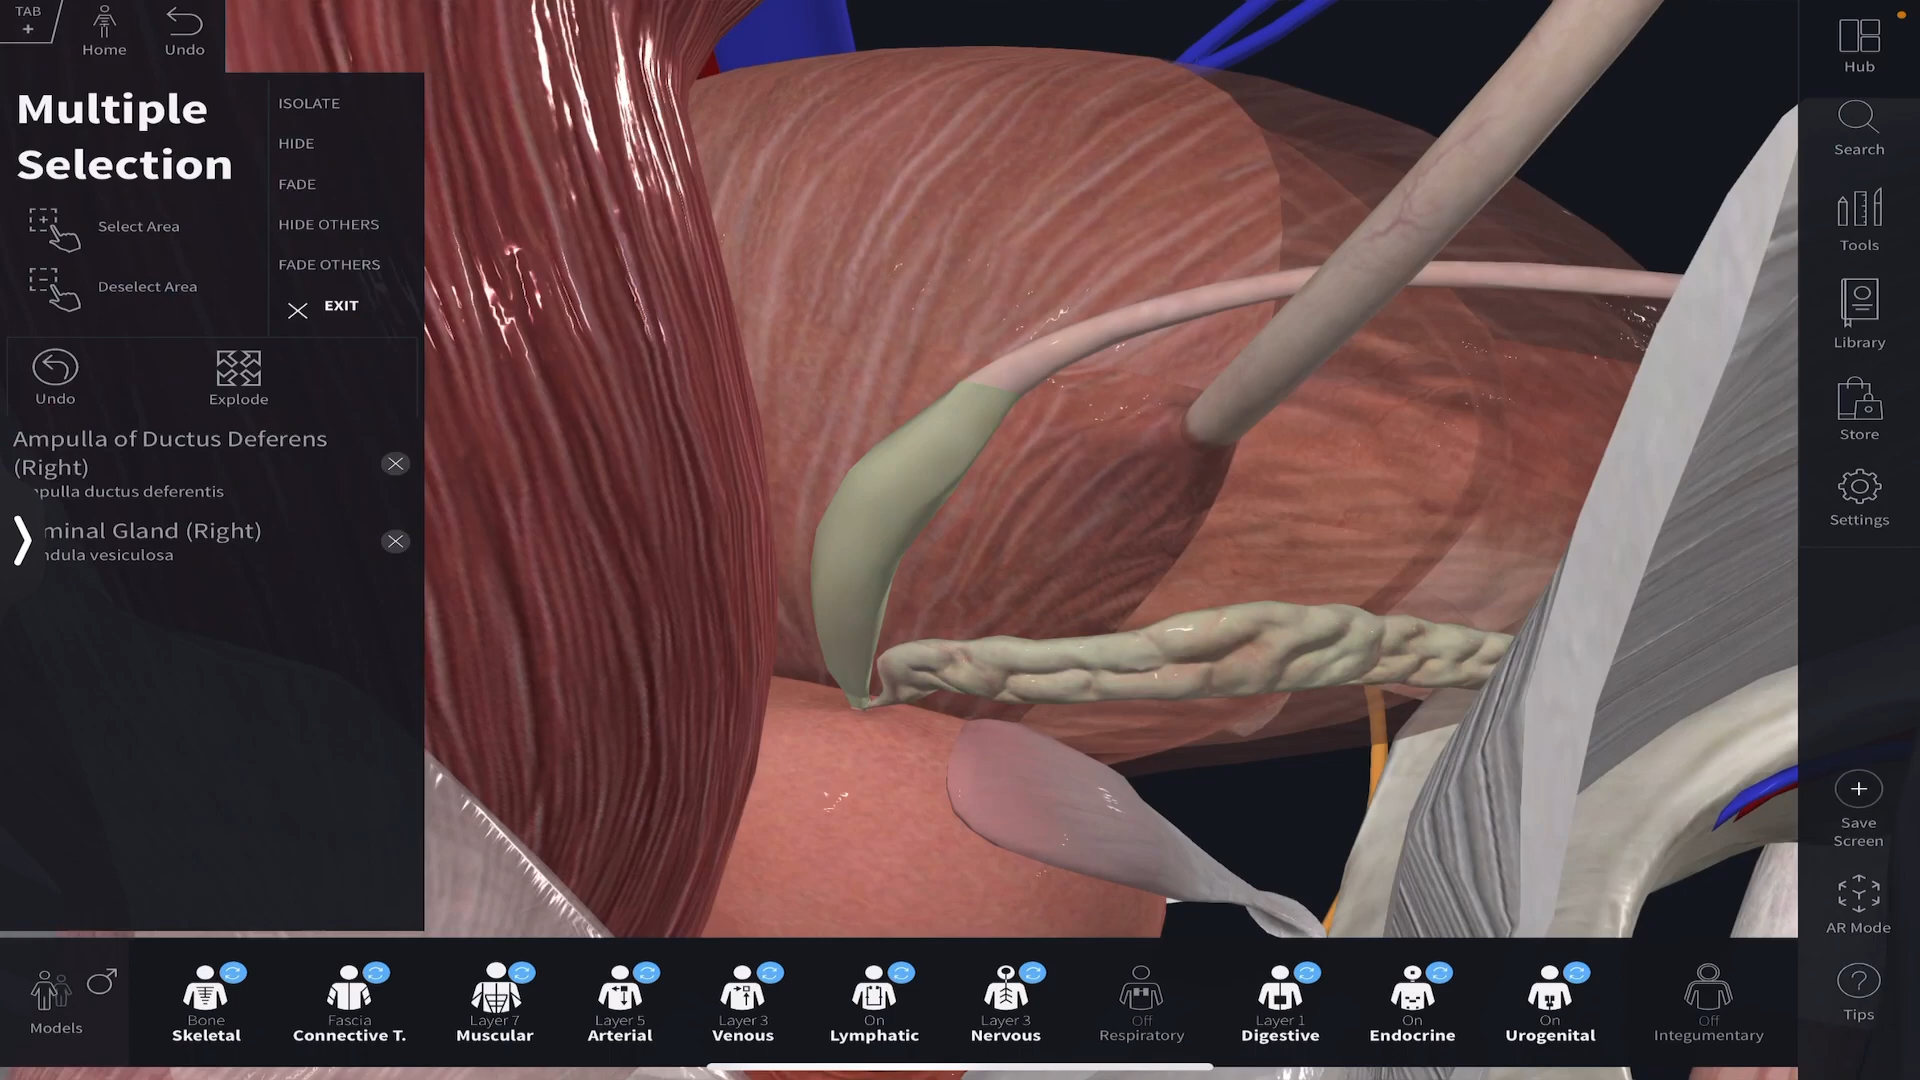 TAB
+
Home
Undo
Multiple
Selection
Select Area
Deselect Area
ISOLATE
HIDE
FADE
HIDE OTHERS
FADE OTHERS
EXIT
Undo
Explode
Ampulla of Ductus Deferens
(Right)
pulla ductus deferentis
minal Gland (Right)
ndula vesiculosa
Hub
Search
Tools
Library
Store
Settings
Save
Screen
AR Mode
?
Tips
Models
Bone
Skeletal
Fascia
Connective T.
Layer 7
Muscular
Layer 5
Arterial
Layer 3
Venous
On
Lymphatic
Layer 3
Nervous
Off
Respiratory
Layer 1
Digestive
On
Endocrine
On
Urogenital
Off
Integumentary